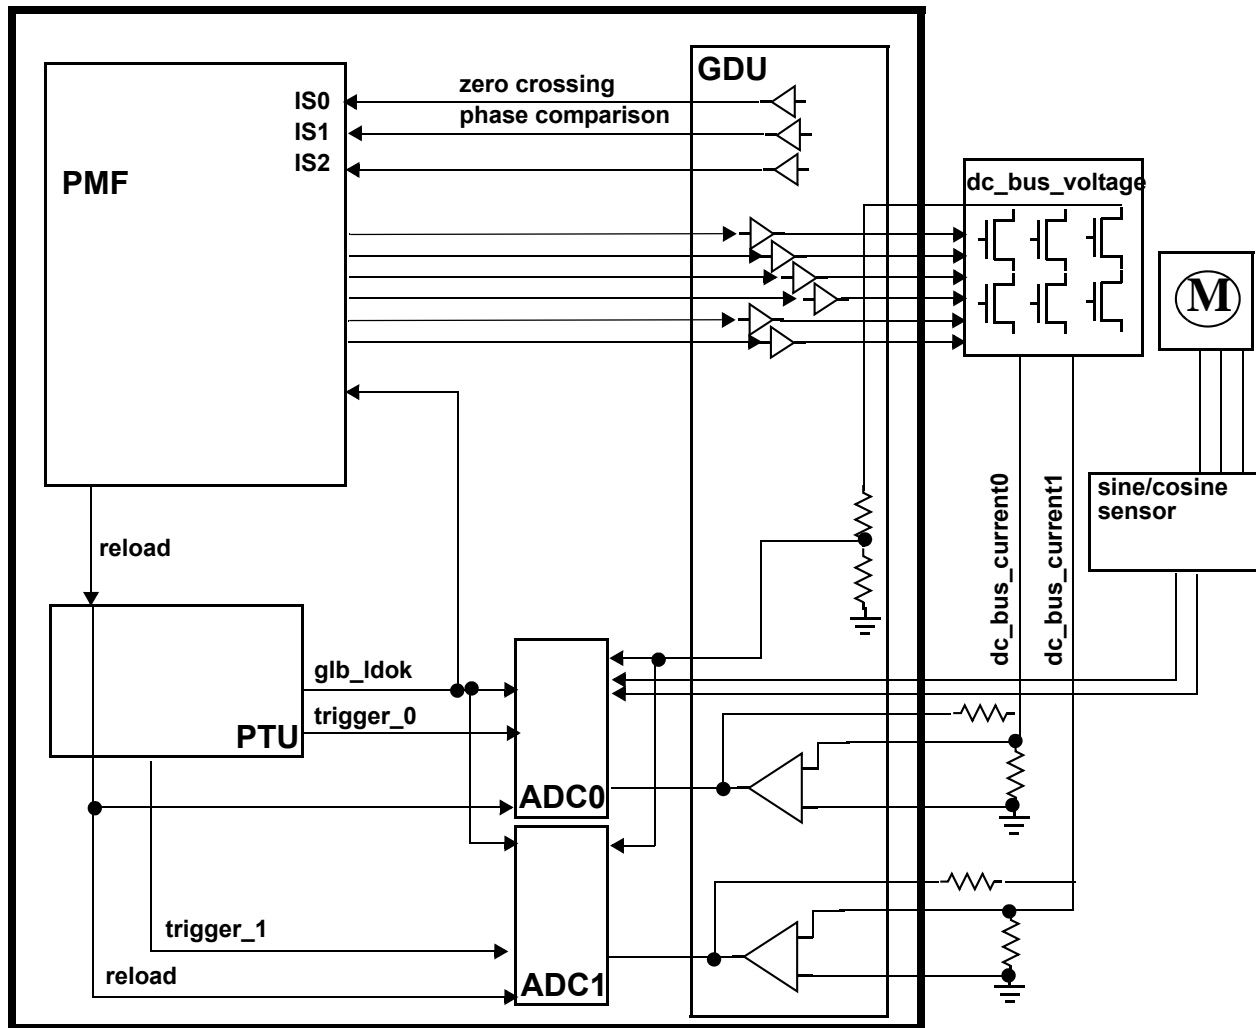 GDU
zero crossing
IS0
phase comparison
IS1
IS2
PMF
dc_bus_voltage
M
sine/cosine
sensor
dc_bus_current0
dc_bus_current1
reload
glb_ldok
trigger_0
PTU
ADC0
trigger_1
reload
ADC1